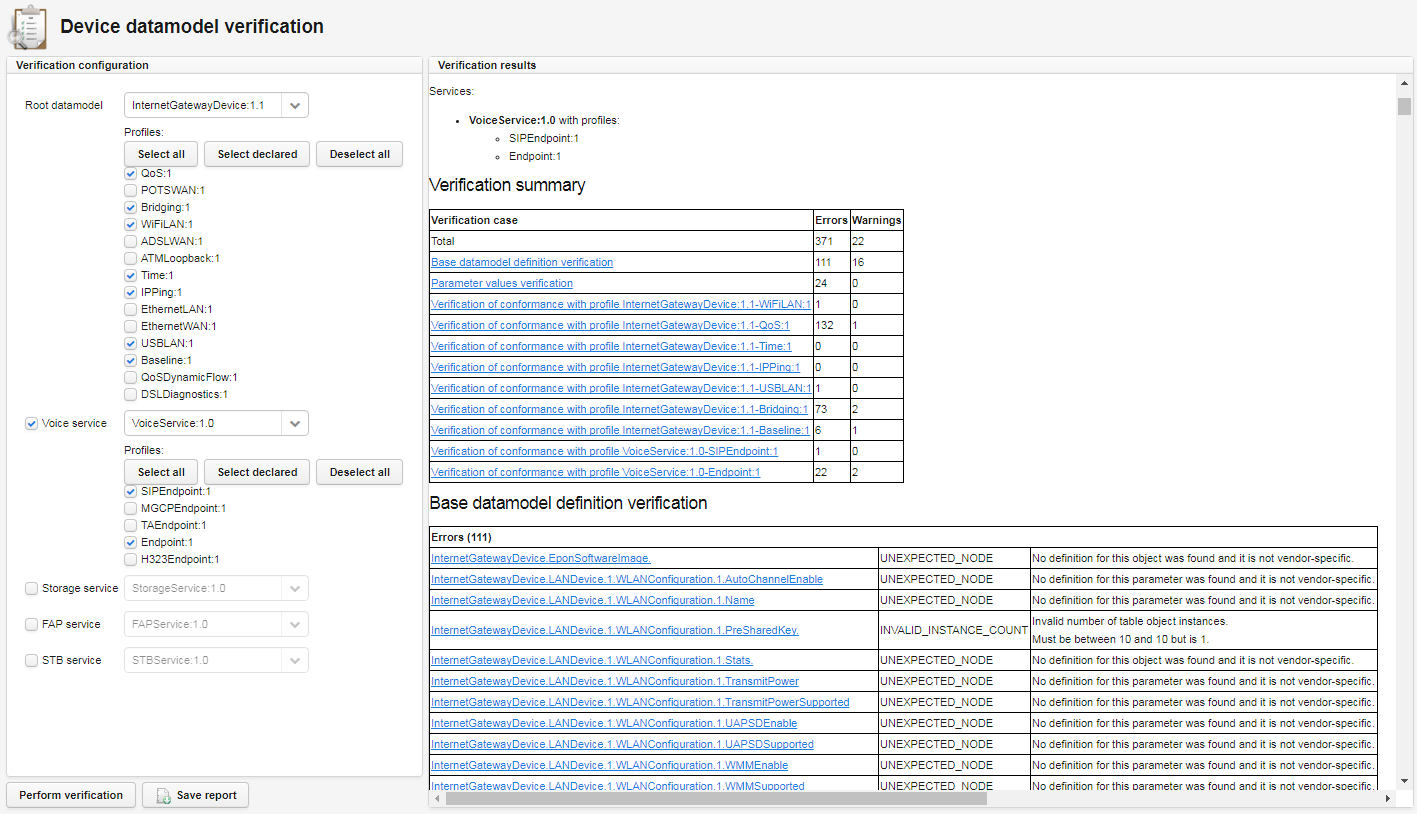 Device datamodel verification
Verification configuration
Root datamodel
InternetGatewayDevice:1.1
Profiles:
Select all
Select declared
Deselect all
QoS:1
POTSWAN:1
Bridging:1
WiFiLAN:1
ADSLWAN:1
ATMLoopback:1
Time:1
IPPing:1
EthernetLAN:1
EthernetWAN:1
USBLAN:1
Baseline:1
QoSDynamicFlow:1
DSLDiagnostics:1
Voice service
VoiceService:1.0
Profiles:
Select all
Select declared
Deselect all
SIPEndpoint:1
MGCPEndpoint:1
TAEndpoint:1
Endpoint:1
H323Endpoint:1
Storage service
StorageService:1.0
FAP service
FAPService:1.0
STB service
STBService:1.0
Perform verification
Save report
Verification results
Services:
VoiceService:1.0 with profiles:
SIPEndpoint:1
Endpoint:1
Verification summary
Verification case Errors Warnings
Total 371 22
Base datamodel definition verification 111 16
Parameter values verification 24 0
Verification of conformance with profile InternetGatewayDevice:1.1-WiFiLAN:1 1 0
Verification of conformance with profile InternetGatewayDevice:1.1-QoS:1 132 1
Verification of conformance with profile InternetGatewayDevice:1.1-Time:1 0 0
Verification of conformance with profile InternetGatewayDevice:1.1-IPPing:1 0 0
Verification of conformance with profile InternetGatewayDevice:1.1-USBLAN:1 1 0
Verification of conformance with profile InternetGatewayDevice:1.1-Bridging:1 73 2
Verification of conformance with profile InternetGatewayDevice:1.1-Baseline:1 6 1
Verification of conformance with profile VoiceService:1.0-SIPEndpoint:1 1 0
Verification of conformance with profile VoiceService:1.0-Endpoint:1 22 2
Base datamodel definition verification
Errors (111)
InternetGatewayDevice.EponSoftwareImage. UNEXPECTED_NODE No definition for this object was found and it is not vendor-specific.
InternetGatewayDevice.LANDevice.1.WLANConfiguration.1.AutoChannelEnable UNEXPECTED_NODE No definition for this parameter was found and it is not vendor-specific.
InternetGatewayDevice.LANDevice.1.WLANConfiguration.1.Name UNEXPECTED_NODE No definition for this parameter was found and it is not vendor-specific.
InternetGatewayDevice.LANDevice.1.WLANConfiguration.1.PreSharedKey. INVALID_INSTANCE_COUNT Invalid number of table object instances.
Must be between 10 and 10 but is 1.
InternetGatewayDevice.LANDevice.1.WLANConfiguration.1.Stats. UNEXPECTED_NODE No definition for this object was found and it is not vendor-specific.
InternetGatewayDevice.LANDevice.1.WLANConfiguration.1.TransmitPower UNEXPECTED_NODE No definition for this parameter was found and it is not vendor-specific.
InternetGatewayDevice.LANDevice.1.WLANConfiguration.1.TransmitPowerSupported UNEXPECTED_NODE No definition for this parameter was found and it is not vendor-specific.
InternetGatewayDevice.LANDevice.1.WLANConfiguration.1.UAPSDEnable UNEXPECTED_NODE No definition for this parameter was found and it is not vendor-specific.
InternetGatewayDevice.LANDevice.1.WLANConfiguration.1.UAPSDSupported UNEXPECTED_NODE No definition for this parameter was found and it is not vendor-specific.
InternetGatewayDevice.LANDevice.1.WLANConfiguration.1.WMMEnable UNEXPECTED_NODE No definition for this parameter was found and it is not vendor-specific.
InternetGatewayDevice.LANDevice.1.WLANConfiguration.1.WMMSupported UNEXPECTED_NODE No definition for this parameter was found and it is not vendor-specific.